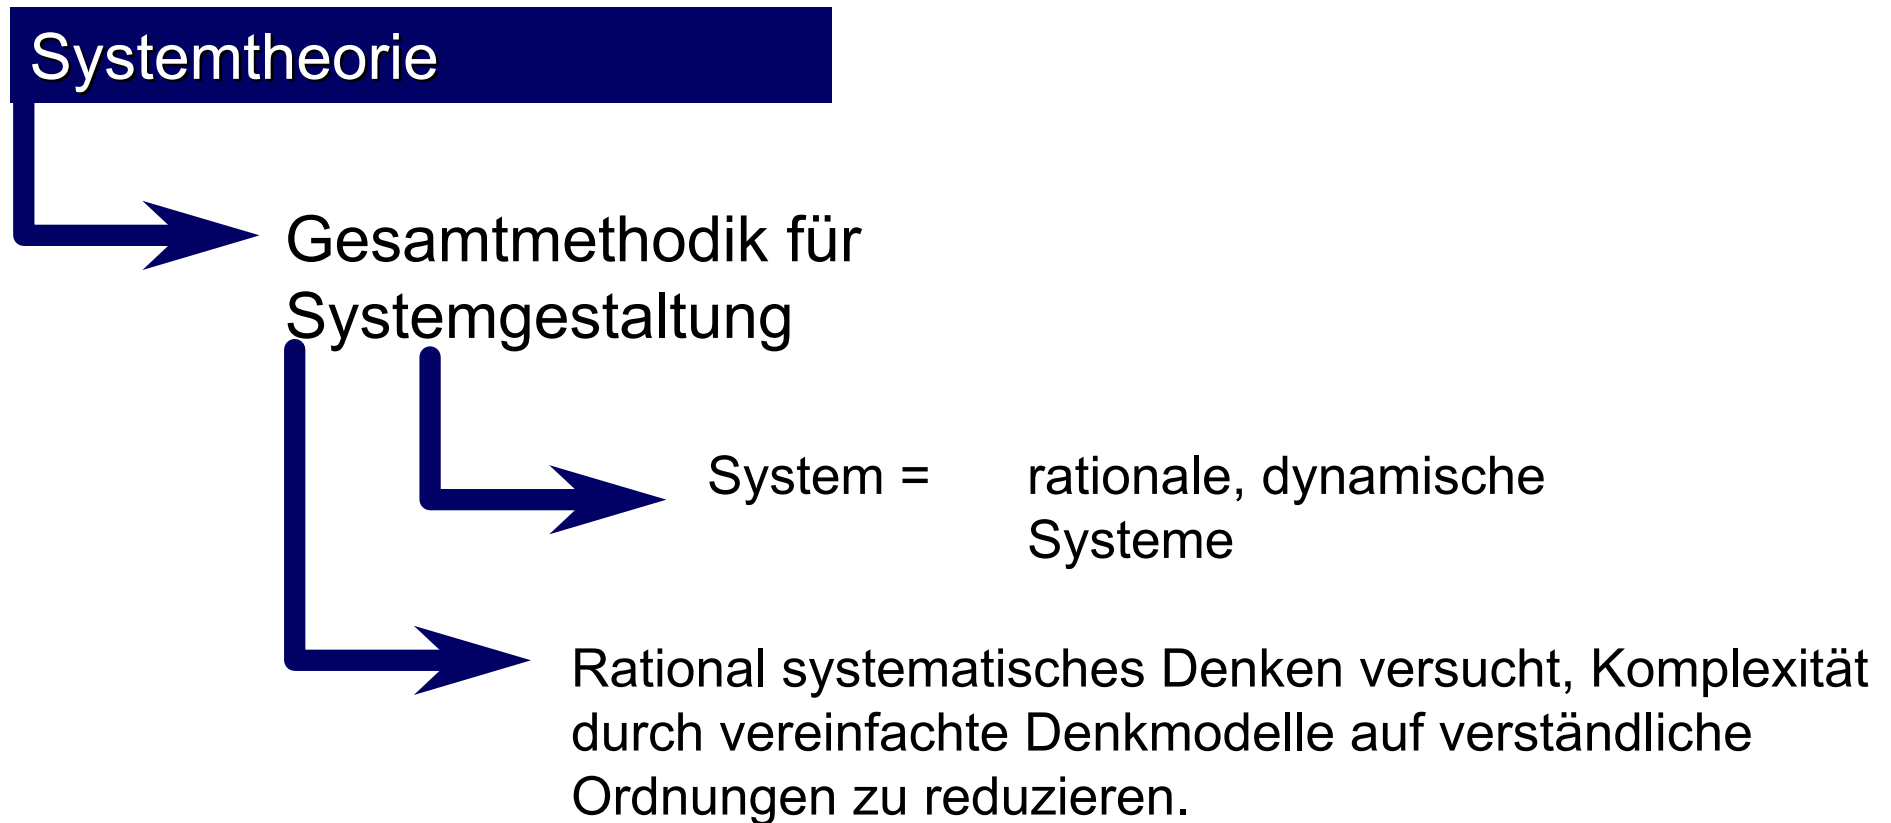 Systemtheorie
Gesamtmethodik für
Systemgestaltung
System = rationale, dynamische
Systeme
Rational systematisches Denken versucht, Komplexität
durch vereinfachte Denkmodelle auf verständliche
Ordnungen zu reduzieren.